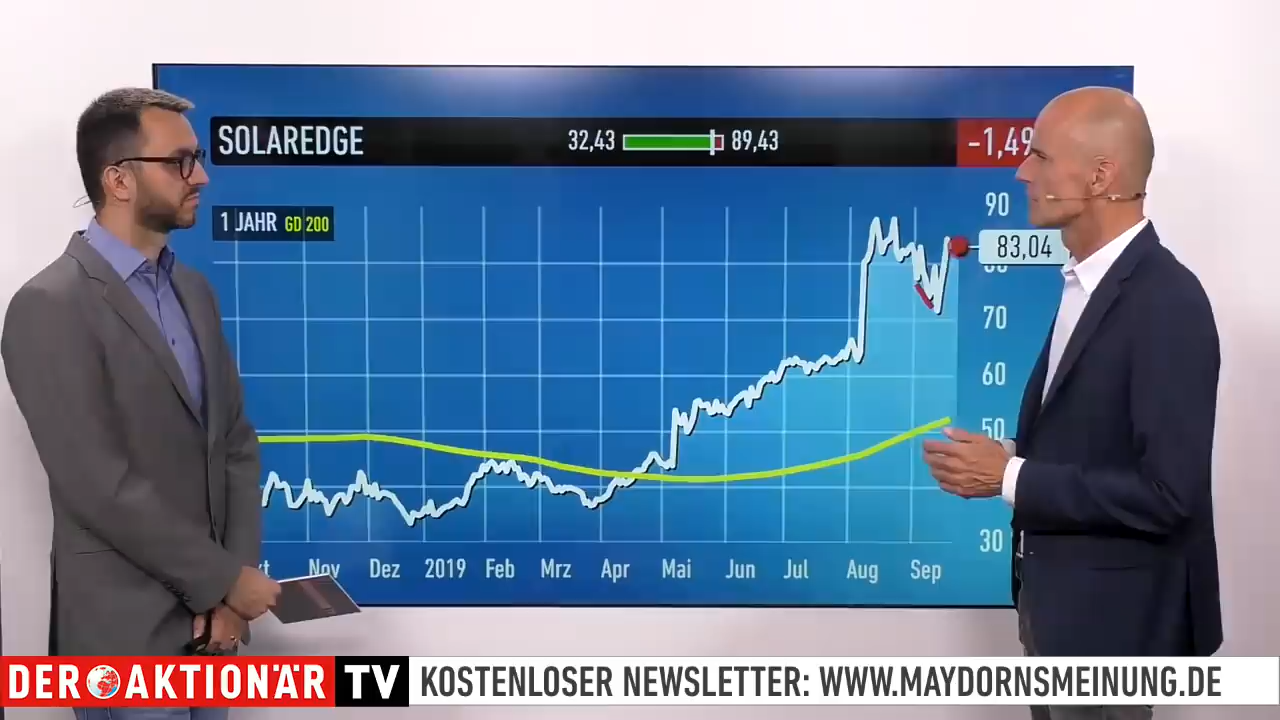 SOLAREDGE 32,43 89,43 -1,49
1 JAHR GD 200
90
83,04
80
70
60
50
30
Nov Dez 2019 Feb Mrz Apr Mai Jun Jul Aug Sep
DER AKTIONÄR TV KOSTENLOSER NEWSLETTER: WWW.MAYDORNSMEINUNG.DE